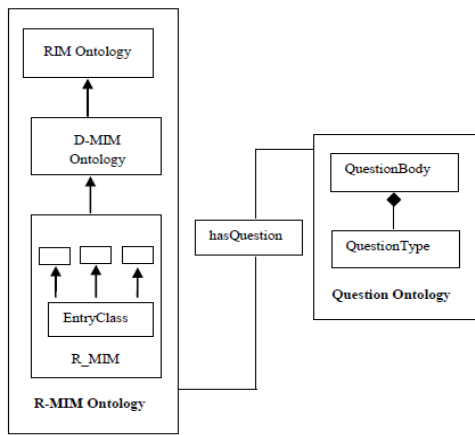 RIM Ontology
D-MIM
Ontology
EntryClass
R_MIM
R-MIM Ontology
hasQuestion
QuestionBody
QuestionType
Question Ontology